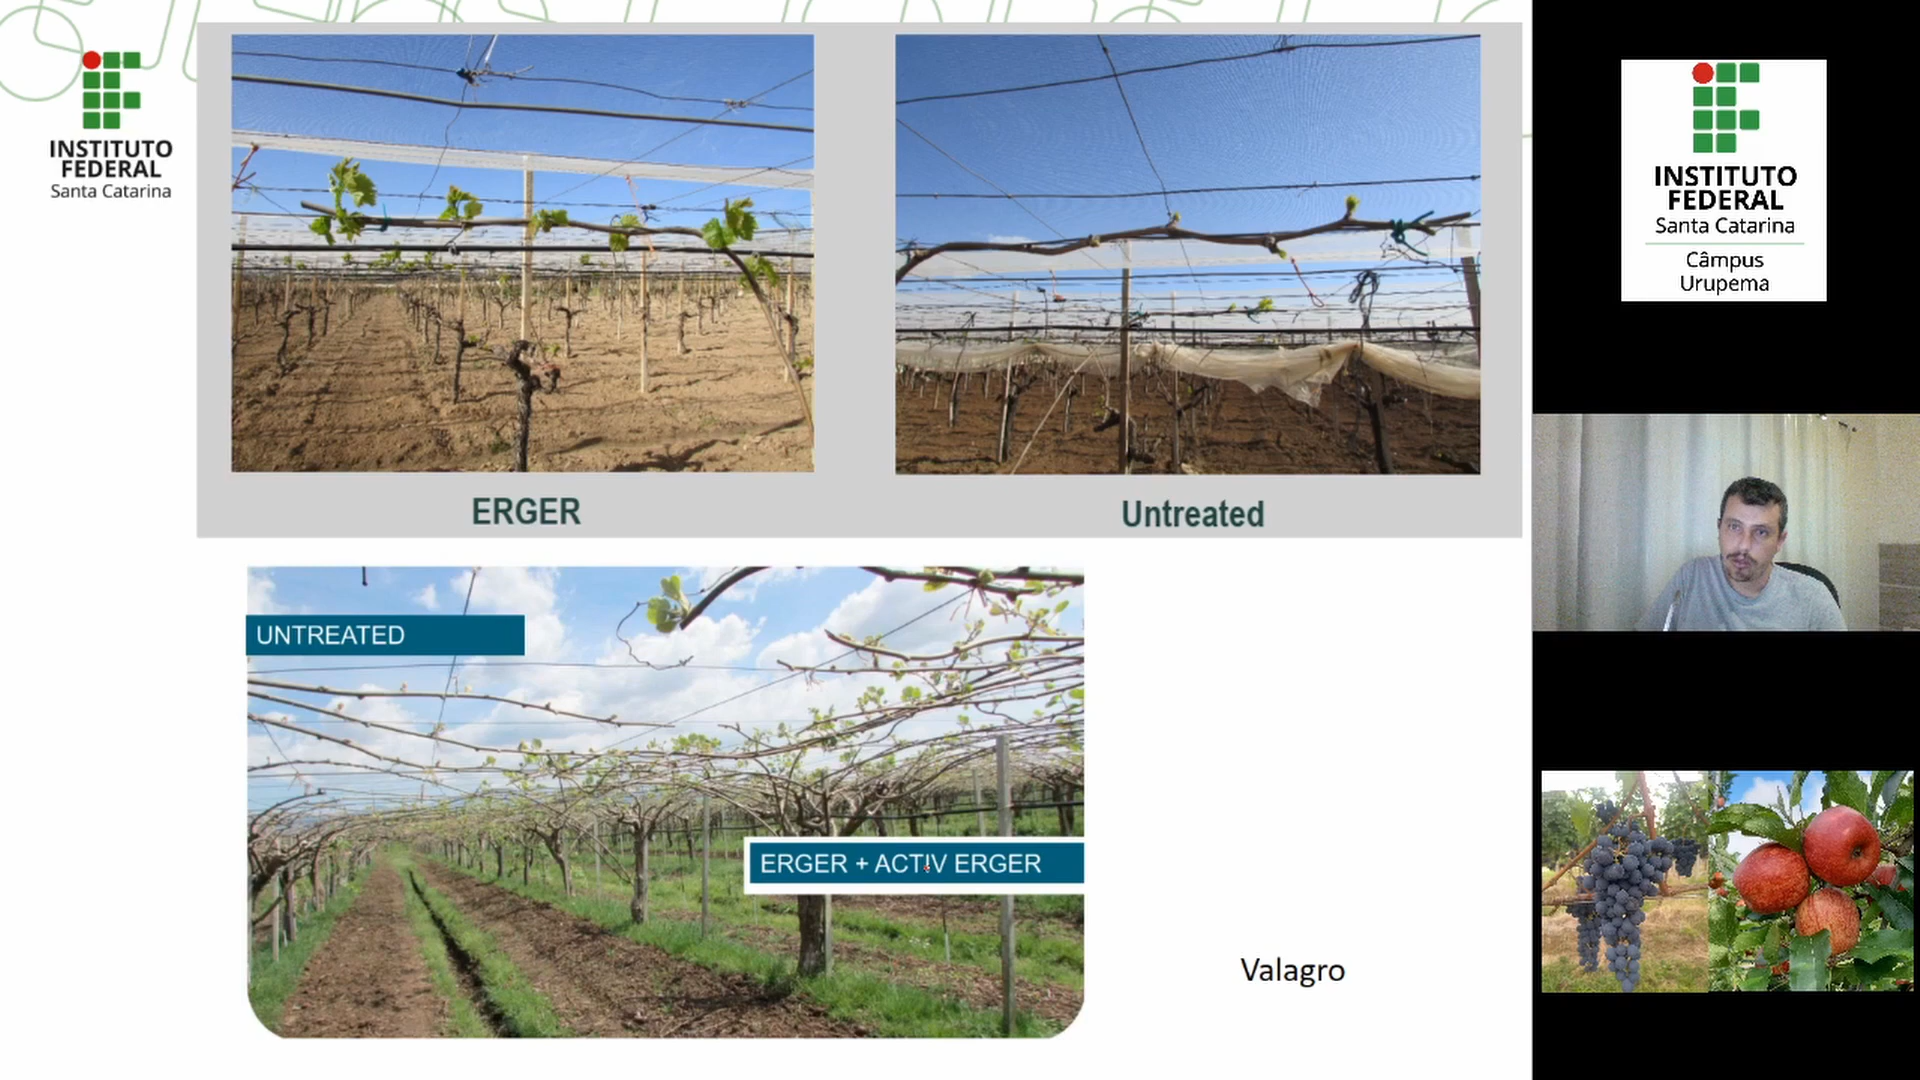 INSTITUTO
FEDERAL
Santa Catarina
ERGER
Untreated
UNTREATED
ERGER + ACTIV ERGER
Valagro
INSTITUTO
FEDERAL
Santa Catarina
Câmpus
Urupema